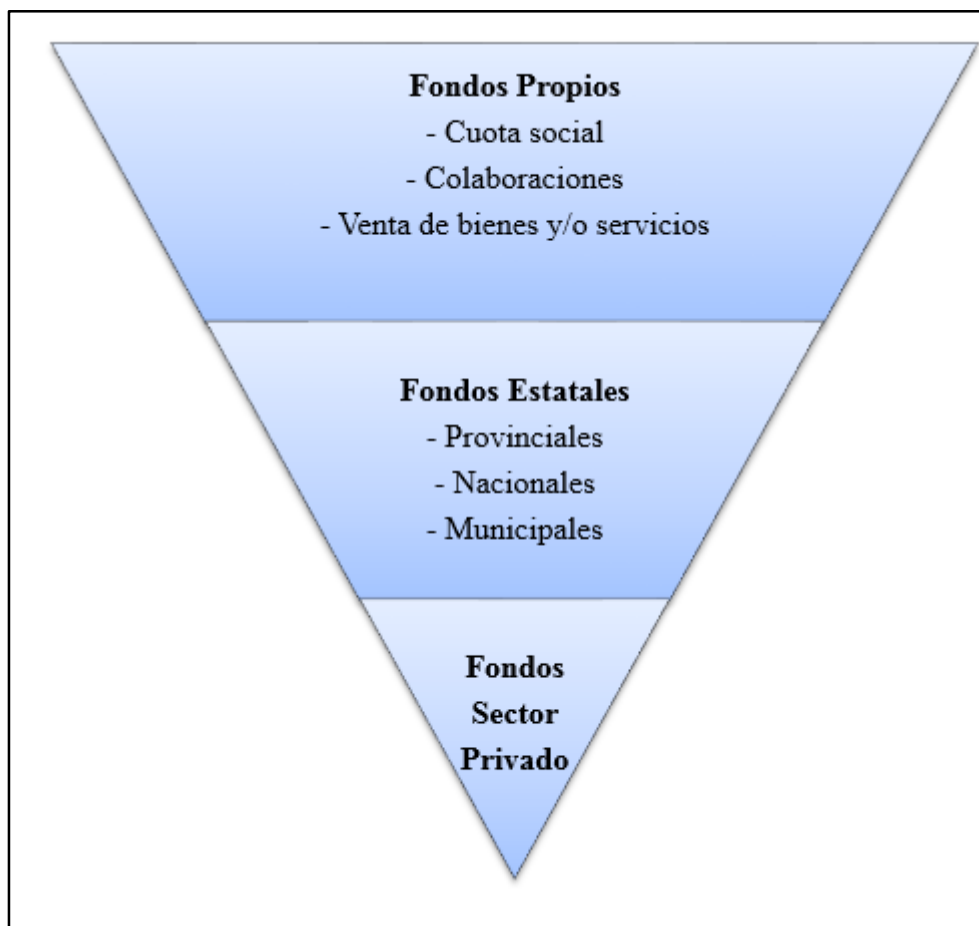 Fondos Propios
- Cuota social
- Colaboraciones
- Venta de bienes y/o servicios
Fondos Estatales
- Provinciales
- Nacionales
- Municipales
Fondos
Sector
Privado